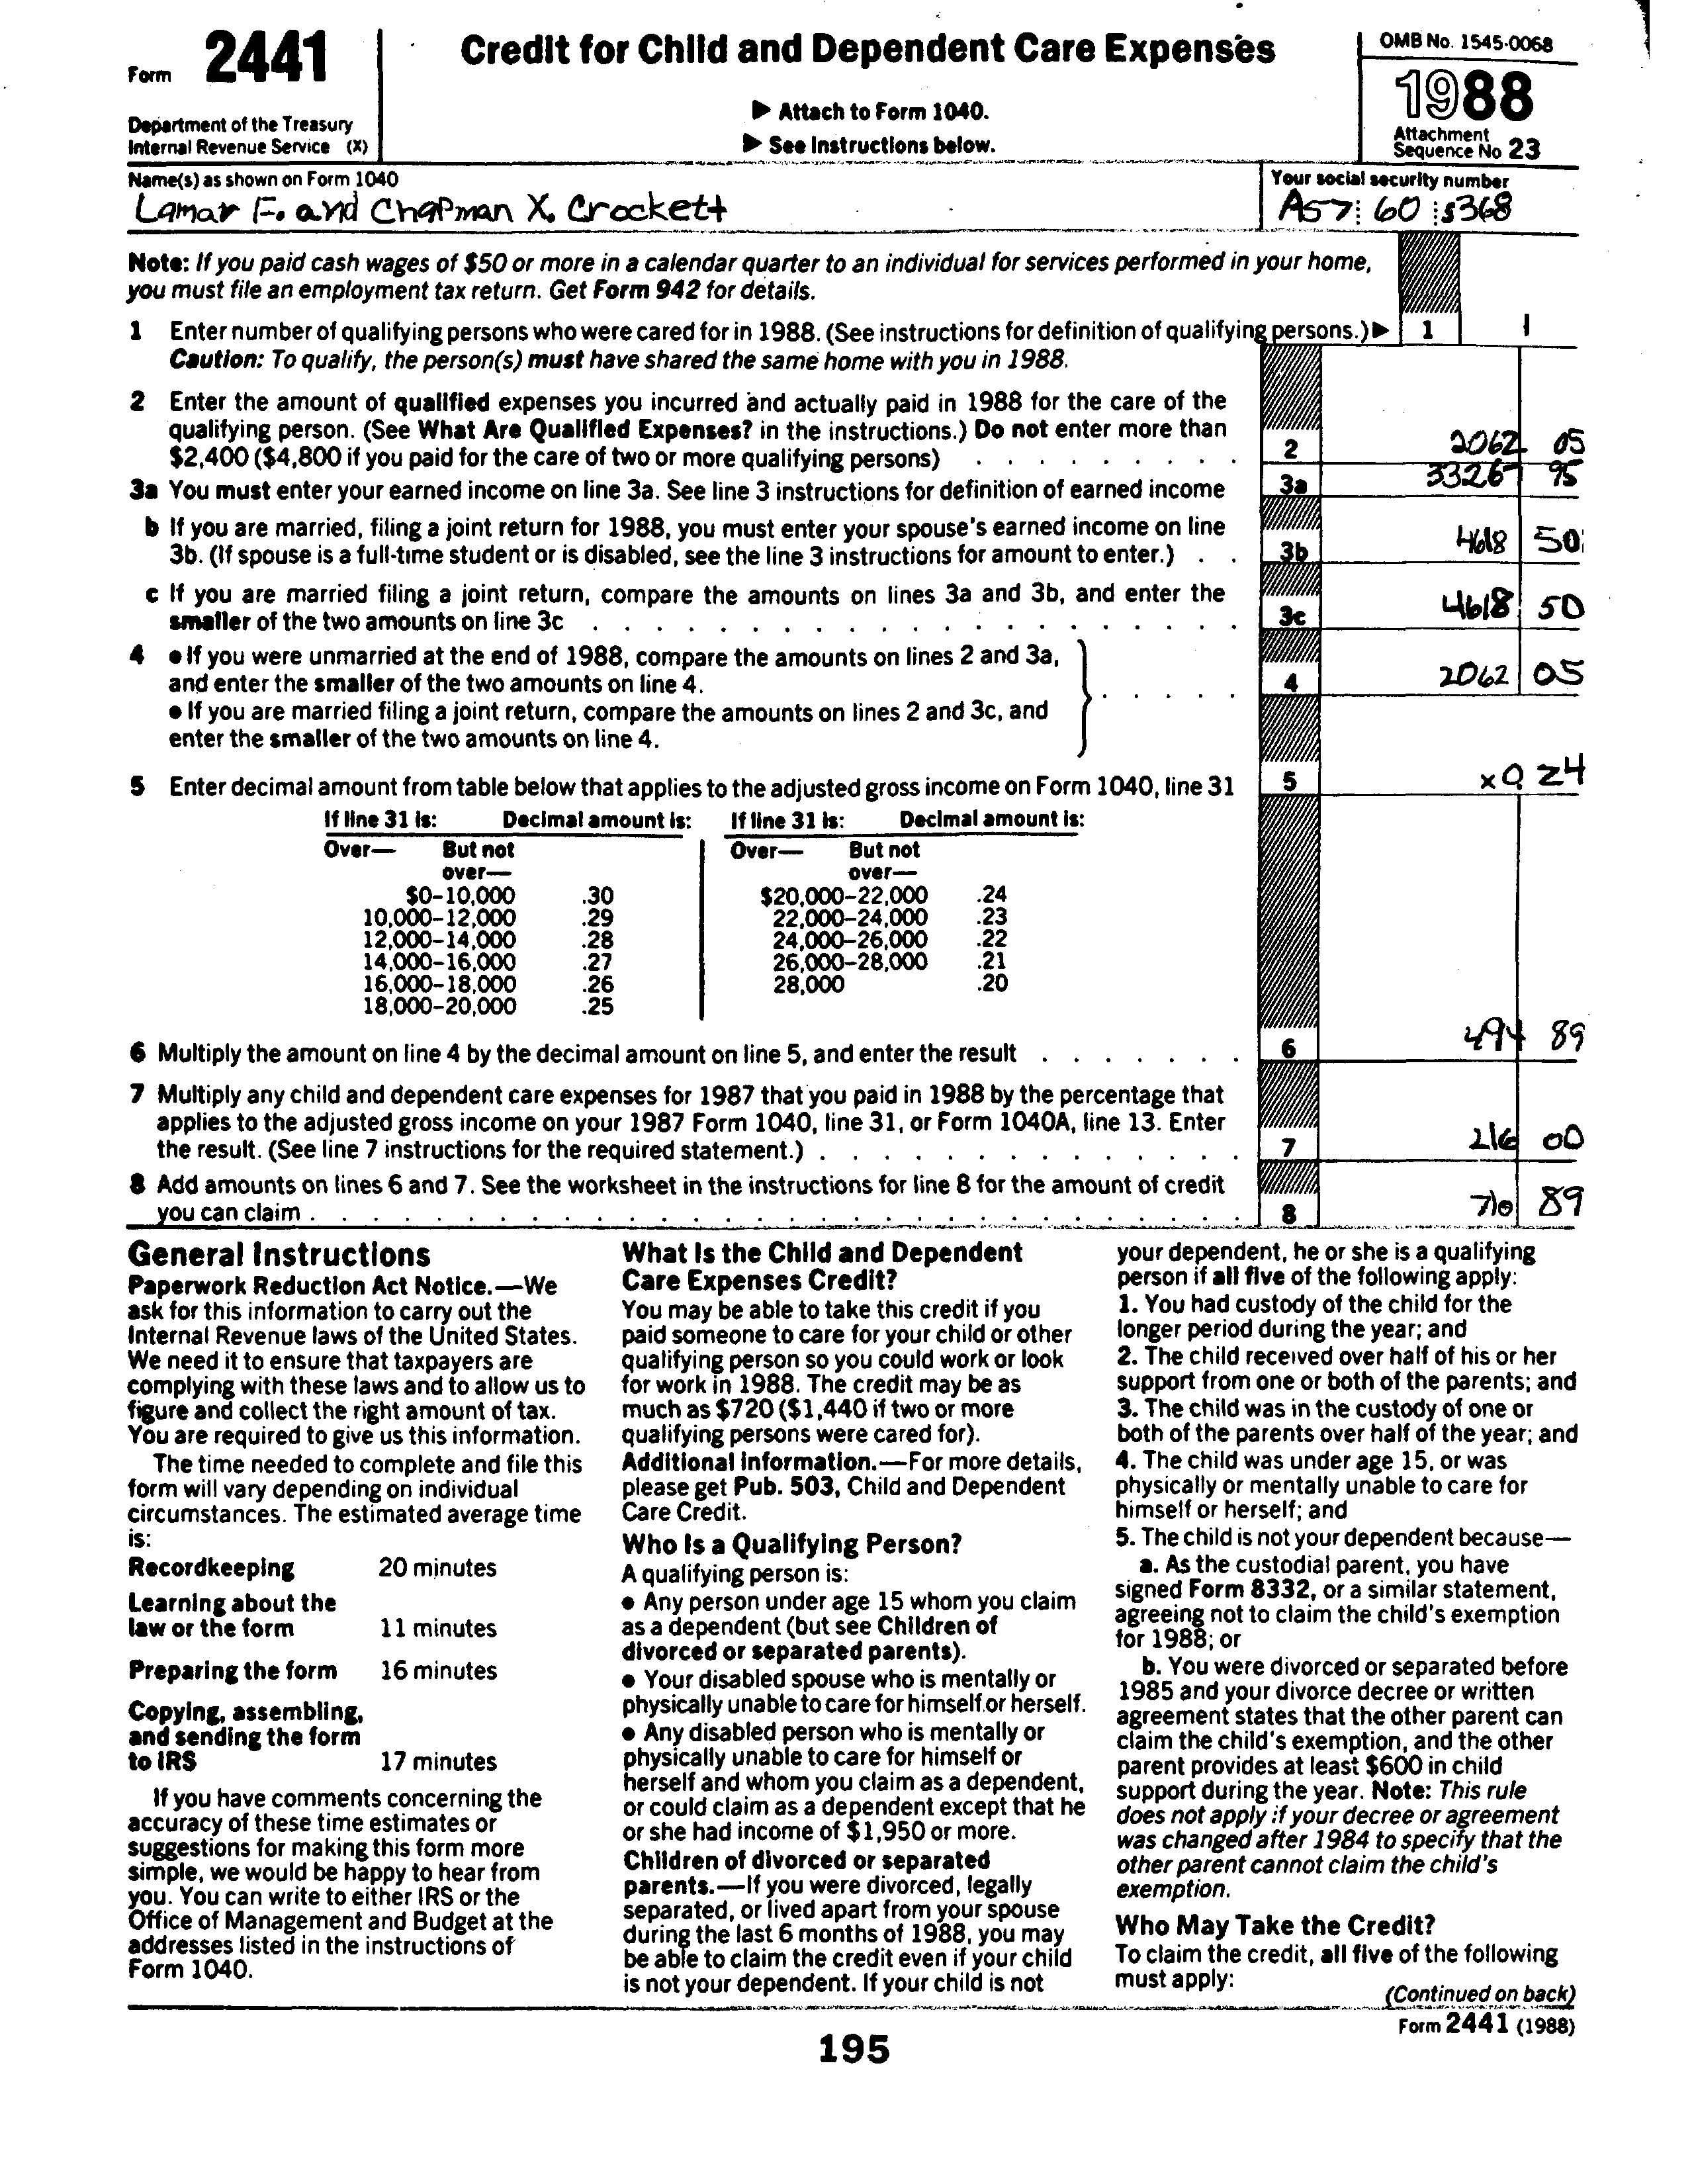 Form 2441
Department of the Treasury
Internal Revenue Service (X)
Credit for Child and Dependent Care Expenses
▶ Attach to Form 1040.
▶ See Instructions below.
OMB No. 1545-0068
1988
Attachment
Sequence No 23
Name(s) as shown on Form 1040
Lamar F. and Chapman X. Crockett
Your social security number
A57 60 5368
Note: If you paid cash wages of $50 or more in a calendar quarter to an individual for services performed in your home,
you must file an employment tax return. Get Form 942 for details.
1 Enter number of qualifying persons who were cared for in 1988. (See instructions for definition of qualifying persons.) ▶ 1 1
Caution: To qualify, the person(s) must have shared the same home with you in 1988.
2 Enter the amount of qualified expenses you incurred and actually paid in 1988 for the care of the
qualifying person. (See What Are Qualified Expenses? in the instructions.) Do not enter more than
$2,400 ($4,800 if you paid for the care of two or more qualifying persons) . . . . . . . . . 2 2062 05
3a You must enter your earned income on line 3a. See line 3 instructions for definition of earned income 3a 95
b If you are married, filing a joint return for 1988, you must enter your spouse's earned income on line
3b. (If spouse is a full-time student or is disabled, see the line 3 instructions for amount to enter.) . . 3b 4618 50
c If you are married filing a joint return, compare the amounts on lines 3a and 3b, and enter the
smaller of the two amounts on line 3c . . . . . . . . . . . . . . . . . 3c 4618 50
4 • If you were unmarried at the end of 1988, compare the amounts on lines 2 and 3a,
and enter the smaller of the two amounts on line 4. . . . . . 4 2062 05
• If you are married filing a joint return, compare the amounts on lines 2 and 3c, and
enter the smaller of the two amounts on line 4.
5 Enter decimal amount from table below that applies to the adjusted gross income on Form 1040, line 31 5 x 0 24
If line 31 is: Decimal amount is: If line 31 is: Decimal amount is:
Over— But not Over— But not
over— over—
$0–10,000 .30 $20,000–22,000 .24
10,000–12,000 .29 22,000–24,000 .23
12,000–14,000 .28 24,000–26,000 .22
14,000–16,000 .27 26,000–28,000 .21
16,000–18,000 .26 28,000 .20
18,000–20,000 .25
6 Multiply the amount on line 4 by the decimal amount on line 5, and enter the result . . . . . . . 6 494 89
7 Multiply any child and dependent care expenses for 1987 that you paid in 1988 by the percentage that
applies to the adjusted gross income on your 1987 Form 1040, line 31, or Form 1040A, line 13. Enter
the result. (See line 7 instructions for the required statement.) . . . . . . . . . . . . . 7 216 00
8 Add amounts on lines 6 and 7. See the worksheet in the instructions for line 8 for the amount of credit
you can claim . . . . . . . . . . . . . . . . . . . . . . . . . . 8 710 89
General Instructions
Paperwork Reduction Act Notice.—We
ask for this information to carry out the
Internal Revenue laws of the United States.
We need it to ensure that taxpayers are
complying with these laws and to allow us to
figure and collect the right amount of tax.
You are required to give us this information.
The time needed to complete and file this
form will vary depending on individual
circumstances. The estimated average time
is:
Recordkeeping 20 minutes
Learning about the
law or the form 11 minutes
Preparing the form 16 minutes
Copying, assembling,
and sending the form
to IRS 17 minutes
If you have comments concerning the
accuracy of these time estimates or
suggestions for making this form more
simple, we would be happy to hear from
you. You can write to either IRS or the
Office of Management and Budget at the
addresses listed in the instructions of
Form 1040.
What Is the Child and Dependent
Care Expenses Credit?
You may be able to take this credit if you
paid someone to care for your child or other
qualifying person so you could work or look
for work in 1988. The credit may be as
much as $720 ($1,440 if two or more
qualifying persons were cared for).
Additional Information.—For more details,
please get Pub. 503, Child and Dependent
Care Credit.
Who Is a Qualifying Person?
A qualifying person is:
• Any person under age 15 whom you claim
as a dependent (but see Children of
divorced or separated parents).
• Your disabled spouse who is mentally or
physically unable to care for himself or herself.
• Any disabled person who is mentally or
physically unable to care for himself or
herself and whom you claim as a dependent,
or could claim as a dependent except that he
or she had income of $1,950 or more.
Children of divorced or separated
parents.—If you were divorced, legally
separated, or lived apart from your spouse
during the last 6 months of 1988, you may
be able to claim the credit even if your child
is not your dependent. If your child is not
your dependent, he or she is a qualifying
person if all five of the following apply:
1. You had custody of the child for the
longer period during the year; and
2. The child received over half of his or her
support from one or both of the parents; and
3. The child was in the custody of one or
both of the parents over half of the year; and
4. The child was under age 15, or was
physically or mentally unable to care for
himself or herself; and
5. The child is not your dependent because—
a. As the custodial parent, you have
signed Form 8332, or a similar statement,
agreeing not to claim the child's exemption
for 1988; or
b. You were divorced or separated before
1985 and your divorce decree or written
agreement states that the other parent can
claim the child's exemption, and the other
parent provides at least $600 in child
support during the year. Note: This rule
does not apply if your decree or agreement
was changed after 1984 to specify that the
other parent cannot claim the child's
exemption.
Who May Take the Credit?
To claim the credit, all five of the following
must apply:
(Continued on back)
Form 2441 (1988)
195